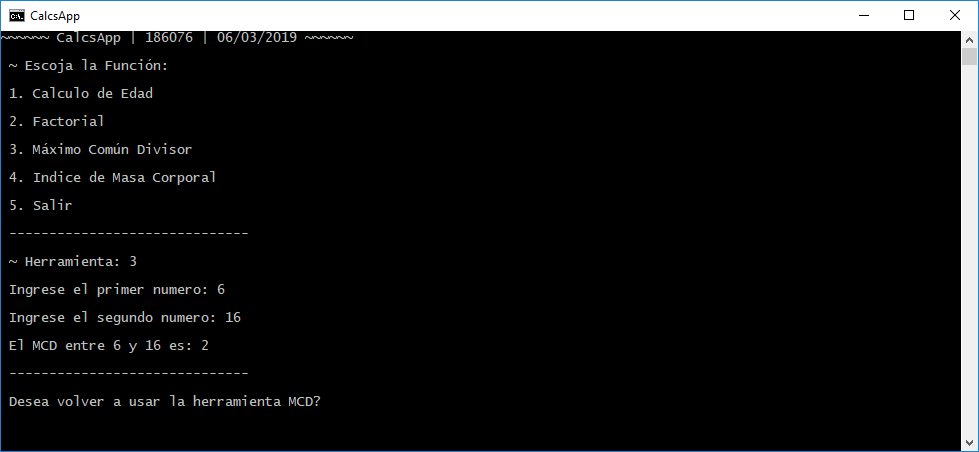 CalcsApp
~~~~~~ CalcsApp | 186076 | 06/03/2019 ~~~~~~
~ Escoja la Función:
1. Calculo de Edad
2. Factorial
3. Máximo Común Divisor
4. Indice de Masa Corporal
5. Salir
------------------------------
~ Herramienta: 3
Ingrese el primer numero: 6
Ingrese el segundo numero: 16
El MCD entre 6 y 16 es: 2
------------------------------
Desea volver a usar la herramienta MCD?